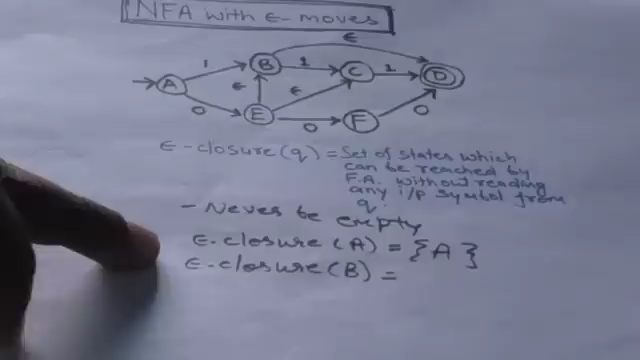 NFA with ϵ- moves
ϵ
1 B 1 C 1 D
A ϵ ϵ
0 E 0 F 0
ϵ-closure(q) = Set of states which
can be reached by
F.A. without reading
any i/p symbol from
q.
- Never be empty
ϵ-closure(A) = {A}
ϵ-closure(B) =